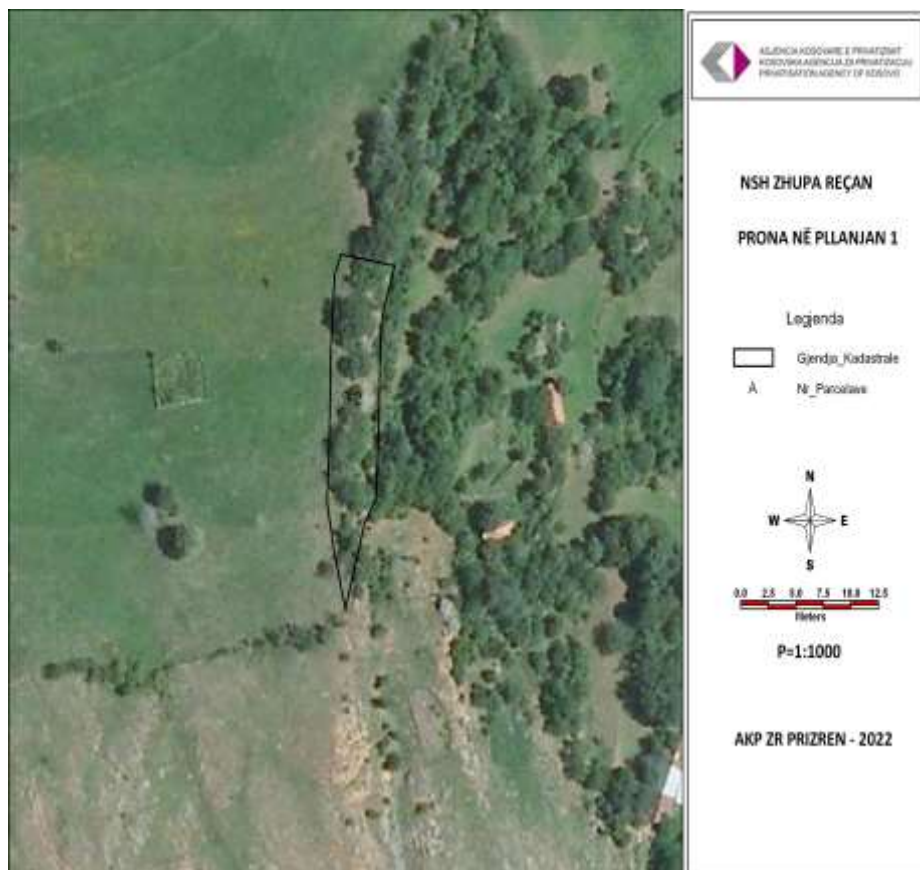 AGJENCIA KOSOVARE E PRIVATIZIMIT
KOSOVSKA AGENCIJA ZA PRIVATIZACIJU
PRIVATISATION AGENCY OF KOSOVO
NSH ZHUPA REÇAN
PRONA NË PLLANJAN 1
Legjenda
Gjendja_Kadastrale
A Nr_Parcelave
N
W E
S
0.0 2.5 5.0 7.5 10.0 12.5
Meters
P=1:1000
AKP ZR PRIZREN - 2022